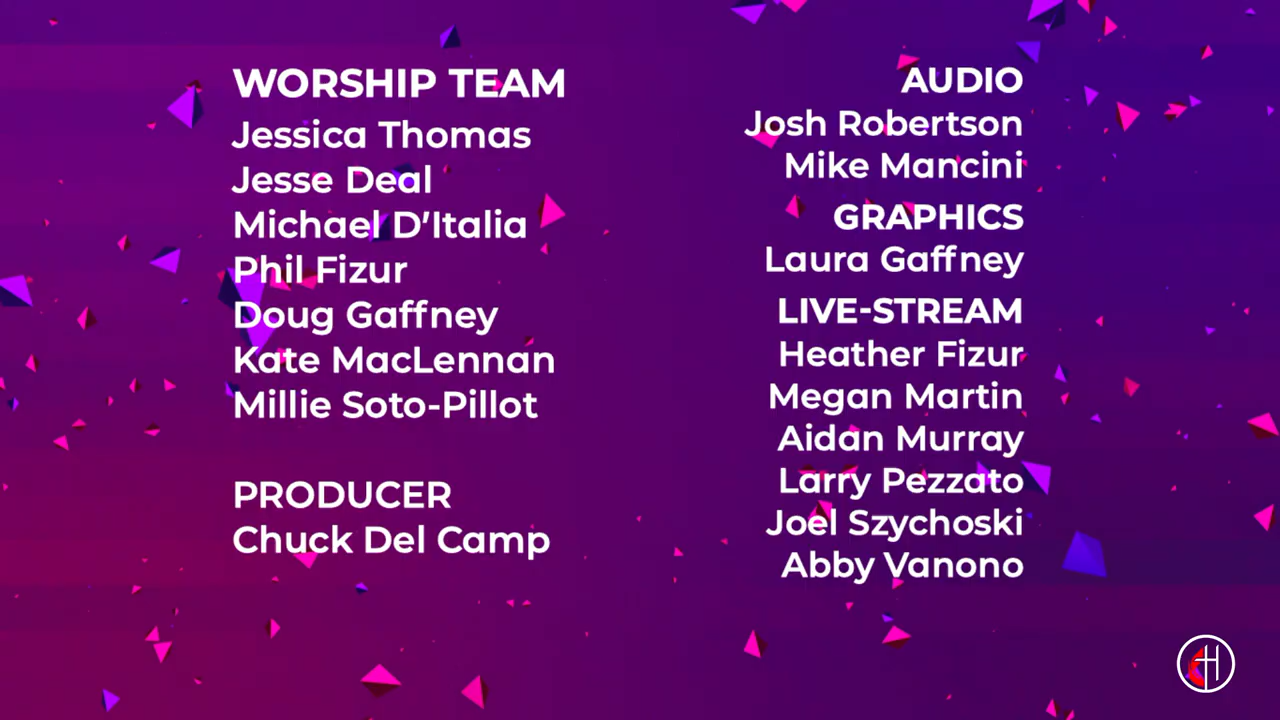 WORSHIP TEAM
Jessica Thomas
Jesse Deal
Michael D'Italia
Phil Fizur
Doug Gaffney
Kate MacLennan
Millie Soto-Pillot
PRODUCER
Chuck Del Camp
AUDIO
Josh Robertson
Mike Mancini
GRAPHICS
Laura Gaffney
LIVE-STREAM
Heather Fizur
Megan Martin
Aidan Murray
Larry Pezzato
Joel Szychoski
Abby Vanono